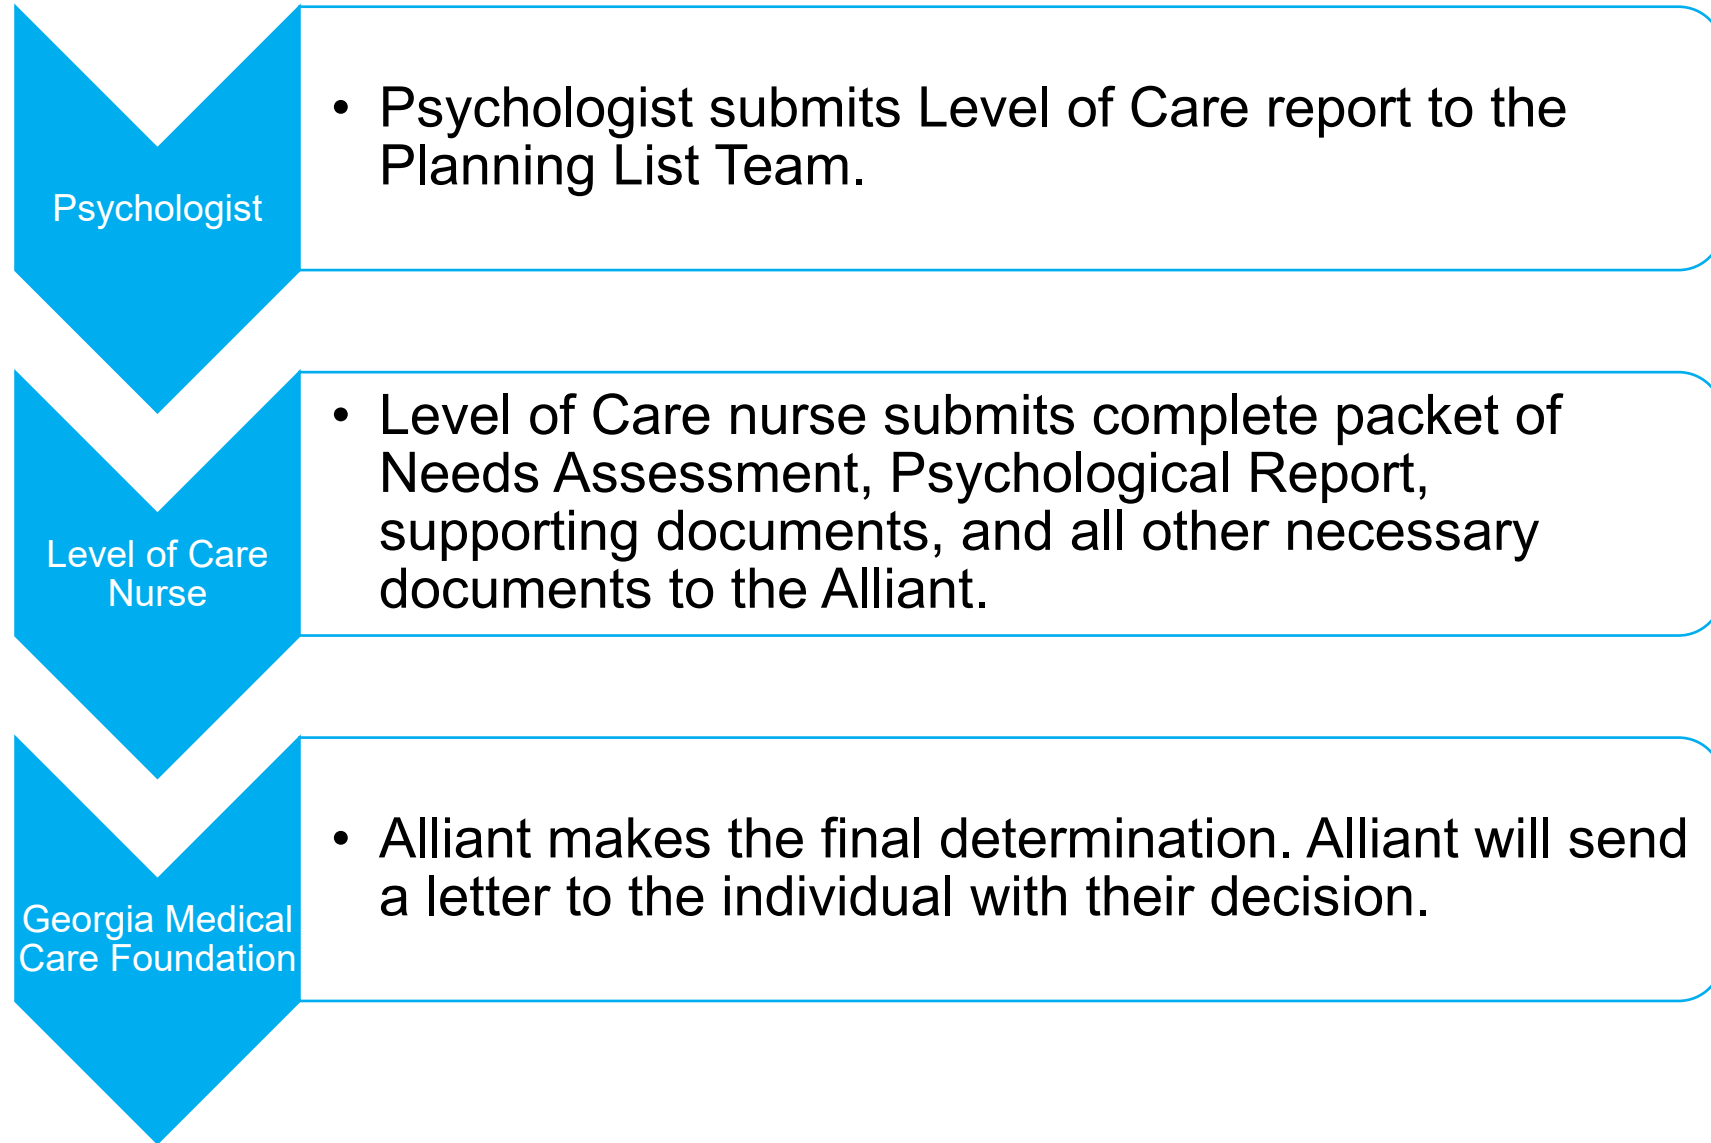 Psychologist
• Psychologist submits Level of Care report to the
Planning List Team.
Level of Care
Nurse
• Level of Care nurse submits complete packet of
Needs Assessment, Psychological Report,
supporting documents, and all other necessary
documents to the Alliant.
Georgia Medical
Care Foundation
• Alliant makes the final determination. Alliant will send
a letter to the individual with their decision.